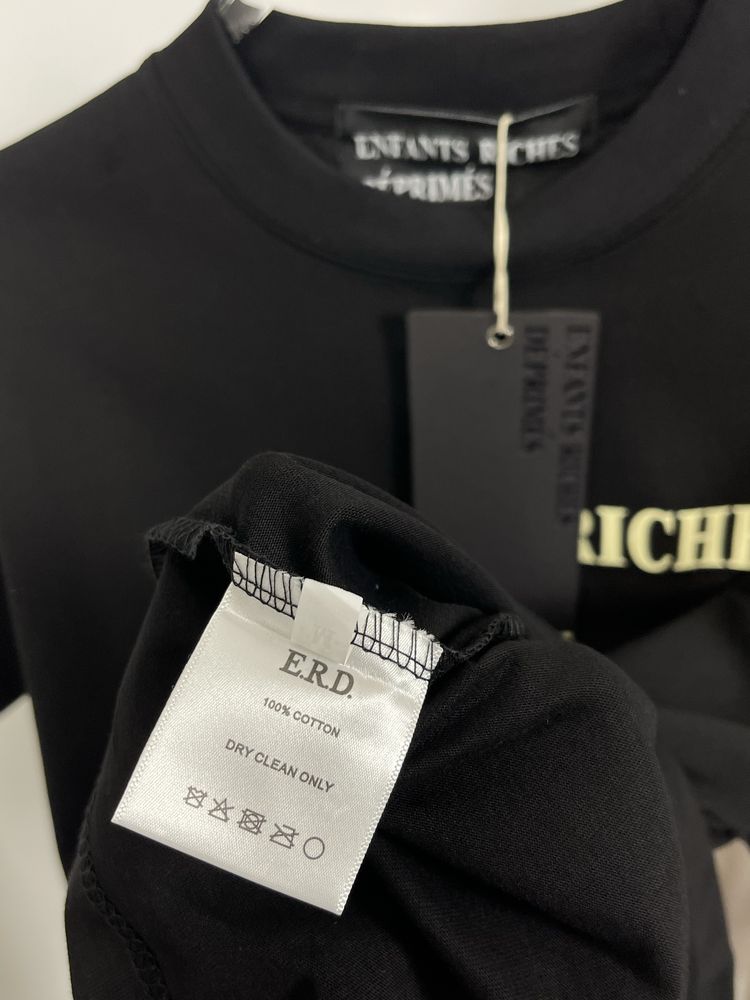 ENFANTS RICHES
DÉPRIMÉS
ENFANTS RICHES
DÉPRIMÉS
RICHE
M
E.R.D.
100% COTTON
DRY CLEAN ONLY